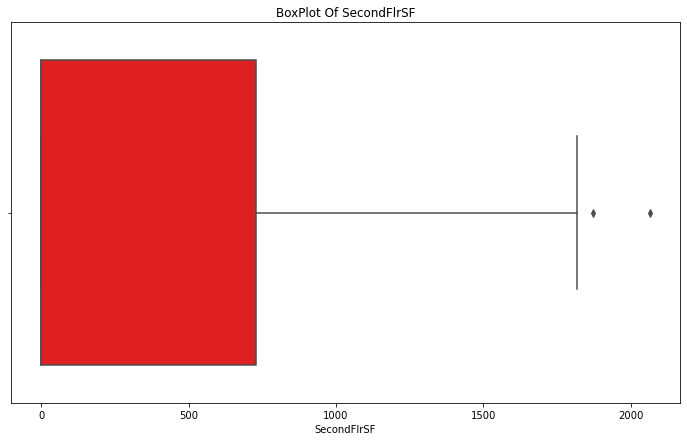 BoxPlot Of SecondFlrSF
0 500 1000 1500 2000
SecondFlrSF